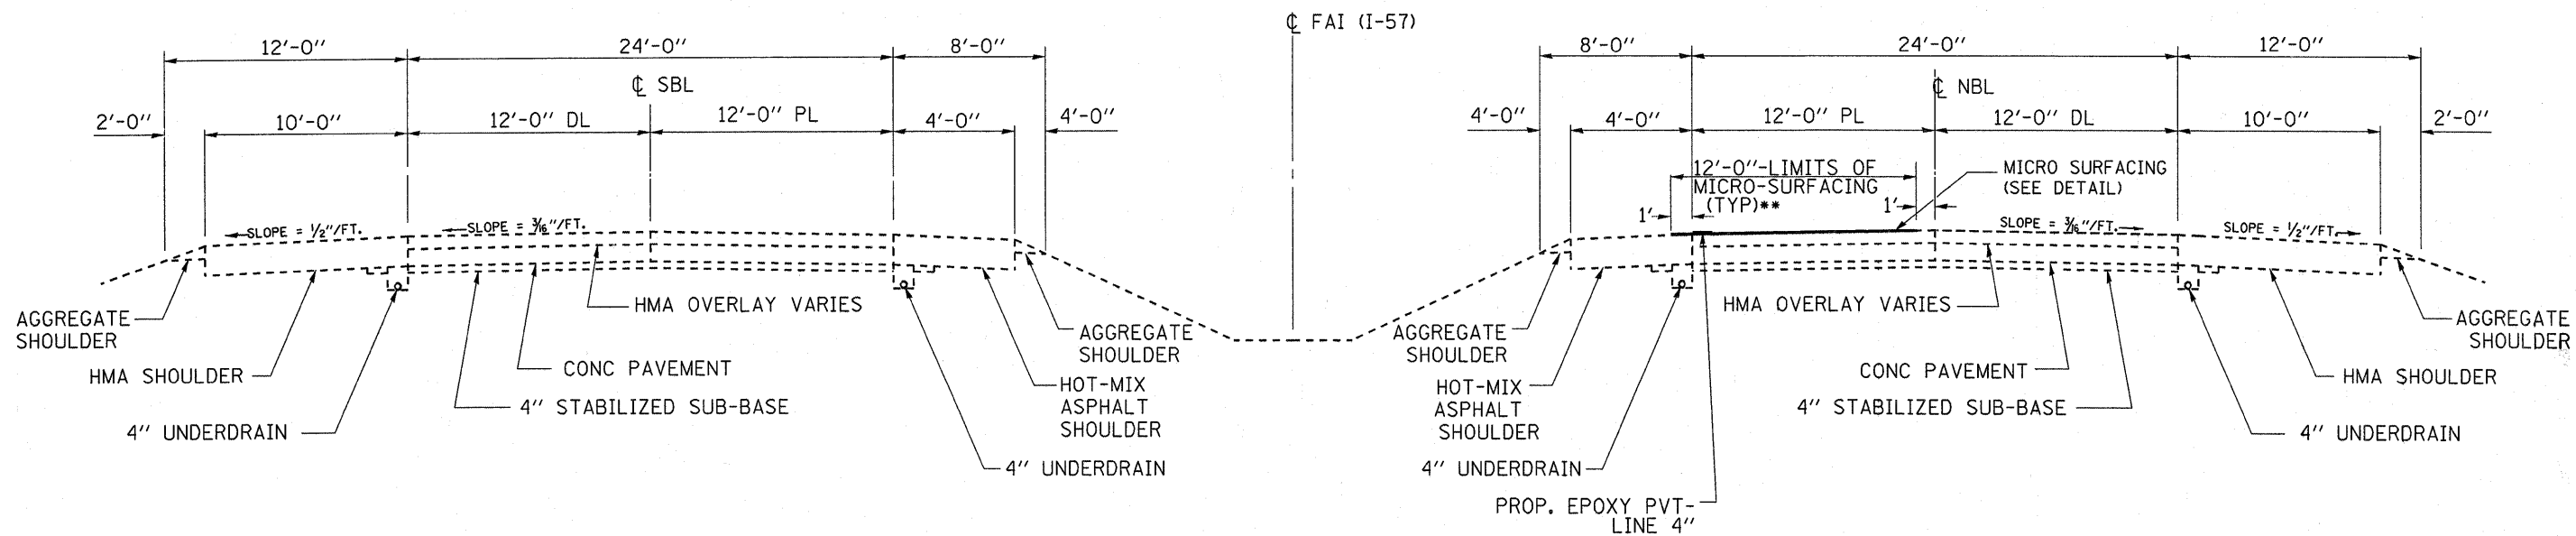 ℄ FAI (I-57)
12'-0" 24'-0" 8'-0" 8'-0" 24'-0" 12'-0"
℄ SBL ℄ NBL
2'-0" 10'-0" 12'-0" DL 12'-0" PL 4'-0" 4'-0" 4'-0" 4'-0" 12'-0" PL 12'-0" DL 10'-0" 2'-0"
12'-0"-LIMITS OF
MICRO-SURFACING
(TYP)**
1' 1'
MICRO SURFACING
(SEE DETAIL)
SLOPE = 1/2"/FT. SLOPE = 3/16"/FT. SLOPE = 3/16"/FT. SLOPE = 1/2"/FT.
AGGREGATE
SHOULDER
HMA SHOULDER
4" UNDERDRAIN
HMA OVERLAY VARIES
CONC PAVEMENT
4" STABILIZED SUB-BASE
AGGREGATE
SHOULDER
HOT-MIX
ASPHALT
SHOULDER
4" UNDERDRAIN
AGGREGATE
SHOULDER
HOT-MIX
ASPHALT
SHOULDER
4" UNDERDRAIN
PROP. EPOXY PVT-
LINE 4"
HMA OVERLAY VARIES
CONC PAVEMENT
4" STABILIZED SUB-BASE
AGGREGATE
SHOULDER
HMA SHOULDER
4" UNDERDRAIN